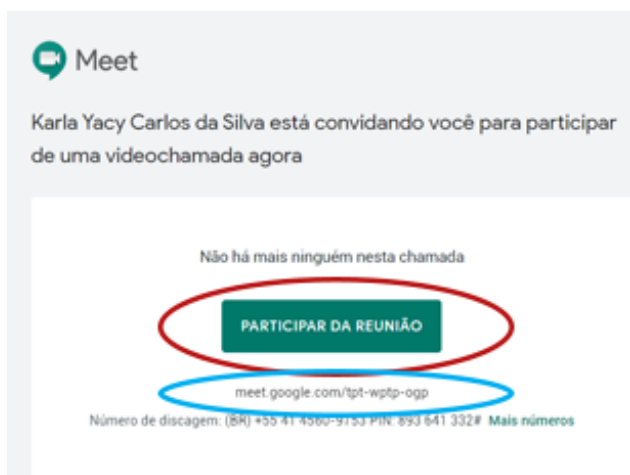 Meet
Karla Yacy Carlos da Silva está convidando você para participar
de uma videochamada agora
Não há mais ninguém nesta chamada
PARTICIPAR DA REUNIÃO
meet.google.com/tpt-wptp-ogp
Número de discagem: (BR) +55 41 4560-9753 PIN: 893 641 332# Mais números